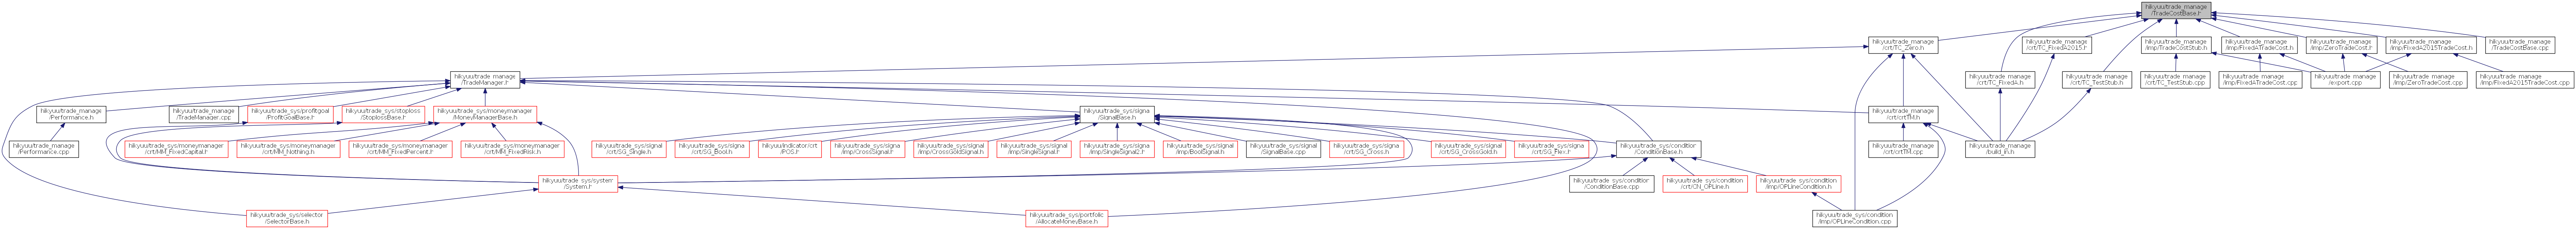 hikyuu/trade_manage
/TradeCostBase.h
hikyuu/trade_manage
/crt/TC_Zero.h
hikyuu/trade_manage
/crt/TC_FixedA2015.h
hikyuu/trade_manage
/imp/TradeCostStub.h
hikyuu/trade_manage
/imp/FixedATradeCost.h
hikyuu/trade_manage
/imp/ZeroTradeCost.h
hikyuu/trade_manage
/imp/FixedA2015TradeCost.h
hikyuu/trade_manage
/TradeCostBase.cpp
hikyuu/trade_manage
/TradeManager.h
hikyuu/trade_manage
/crt/TC_FixedA.h
hikyuu/trade_manage
/crt/TC_TestStub.h
hikyuu/trade_manage
/crt/TC_TestStub.cpp
hikyuu/trade_manage
/imp/FixedATradeCost.cpp
hikyuu/trade_manage
/export.cpp
hikyuu/trade_manage
/imp/ZeroTradeCost.cpp
hikyuu/trade_manage
/imp/FixedA2015TradeCost.cpp
hikyuu/trade_manage
/Performance.h
hikyuu/trade_manage
/TradeManager.cpp
hikyuu/trade_sys/profitgoal
/ProfitGoalBase.h
hikyuu/trade_sys/stoploss
/StoplossBase.h
hikyuu/trade_sys/moneymanager
/MoneyManagerBase.h
hikyuu/trade_sys/signal
/SignalBase.h
hikyuu/trade_manage
/crt/crtTM.h
hikyuu/trade_manage
/Performance.cpp
hikyuu/trade_sys/moneymanager
/crt/MM_FixedCapital.h
hikyuu/trade_sys/moneymanager
/crt/MM_Nothing.h
hikyuu/trade_sys/moneymanager
/crt/MM_FixedPercent.h
hikyuu/trade_sys/moneymanager
/crt/MM_FixedRisk.h
hikyuu/trade_sys/signal
/crt/SG_Single.h
hikyuu/trade_sys/signal
/crt/SG_Bool.h
hikyuu/indicator/crt
/POS.h
hikyuu/trade_sys/signal
/imp/CrossSignal.h
hikyuu/trade_sys/signal
/imp/CrossGoldSignal.h
hikyuu/trade_sys/signal
/imp/SingleSignal.h
hikyuu/trade_sys/signal
/imp/SingleSignal2.h
hikyuu/trade_sys/signal
/imp/BoolSignal.h
hikyuu/trade_sys/signal
/SignalBase.cpp
hikyuu/trade_sys/signal
/crt/SG_Cross.h
hikyuu/trade_sys/signal
/crt/SG_CrossGold.h
hikyuu/trade_sys/signal
/crt/SG_Flex.h
hikyuu/trade_sys/condition
/ConditionBase.h
hikyuu/trade_manage
/crt/crtTM.cpp
hikyuu/trade_manage
/build_in.h
hikyuu/trade_sys/system
/System.h
hikyuu/trade_sys/condition
/ConditionBase.cpp
hikyuu/trade_sys/condition
/crt/CN_OPLine.h
hikyuu/trade_sys/condition
/imp/OPLineCondition.h
hikyuu/trade_sys/selector
/SelectorBase.h
hikyuu/trade_sys/portfolio
/AllocateMoneyBase.h
hikyuu/trade_sys/condition
/imp/OPLineCondition.cpp